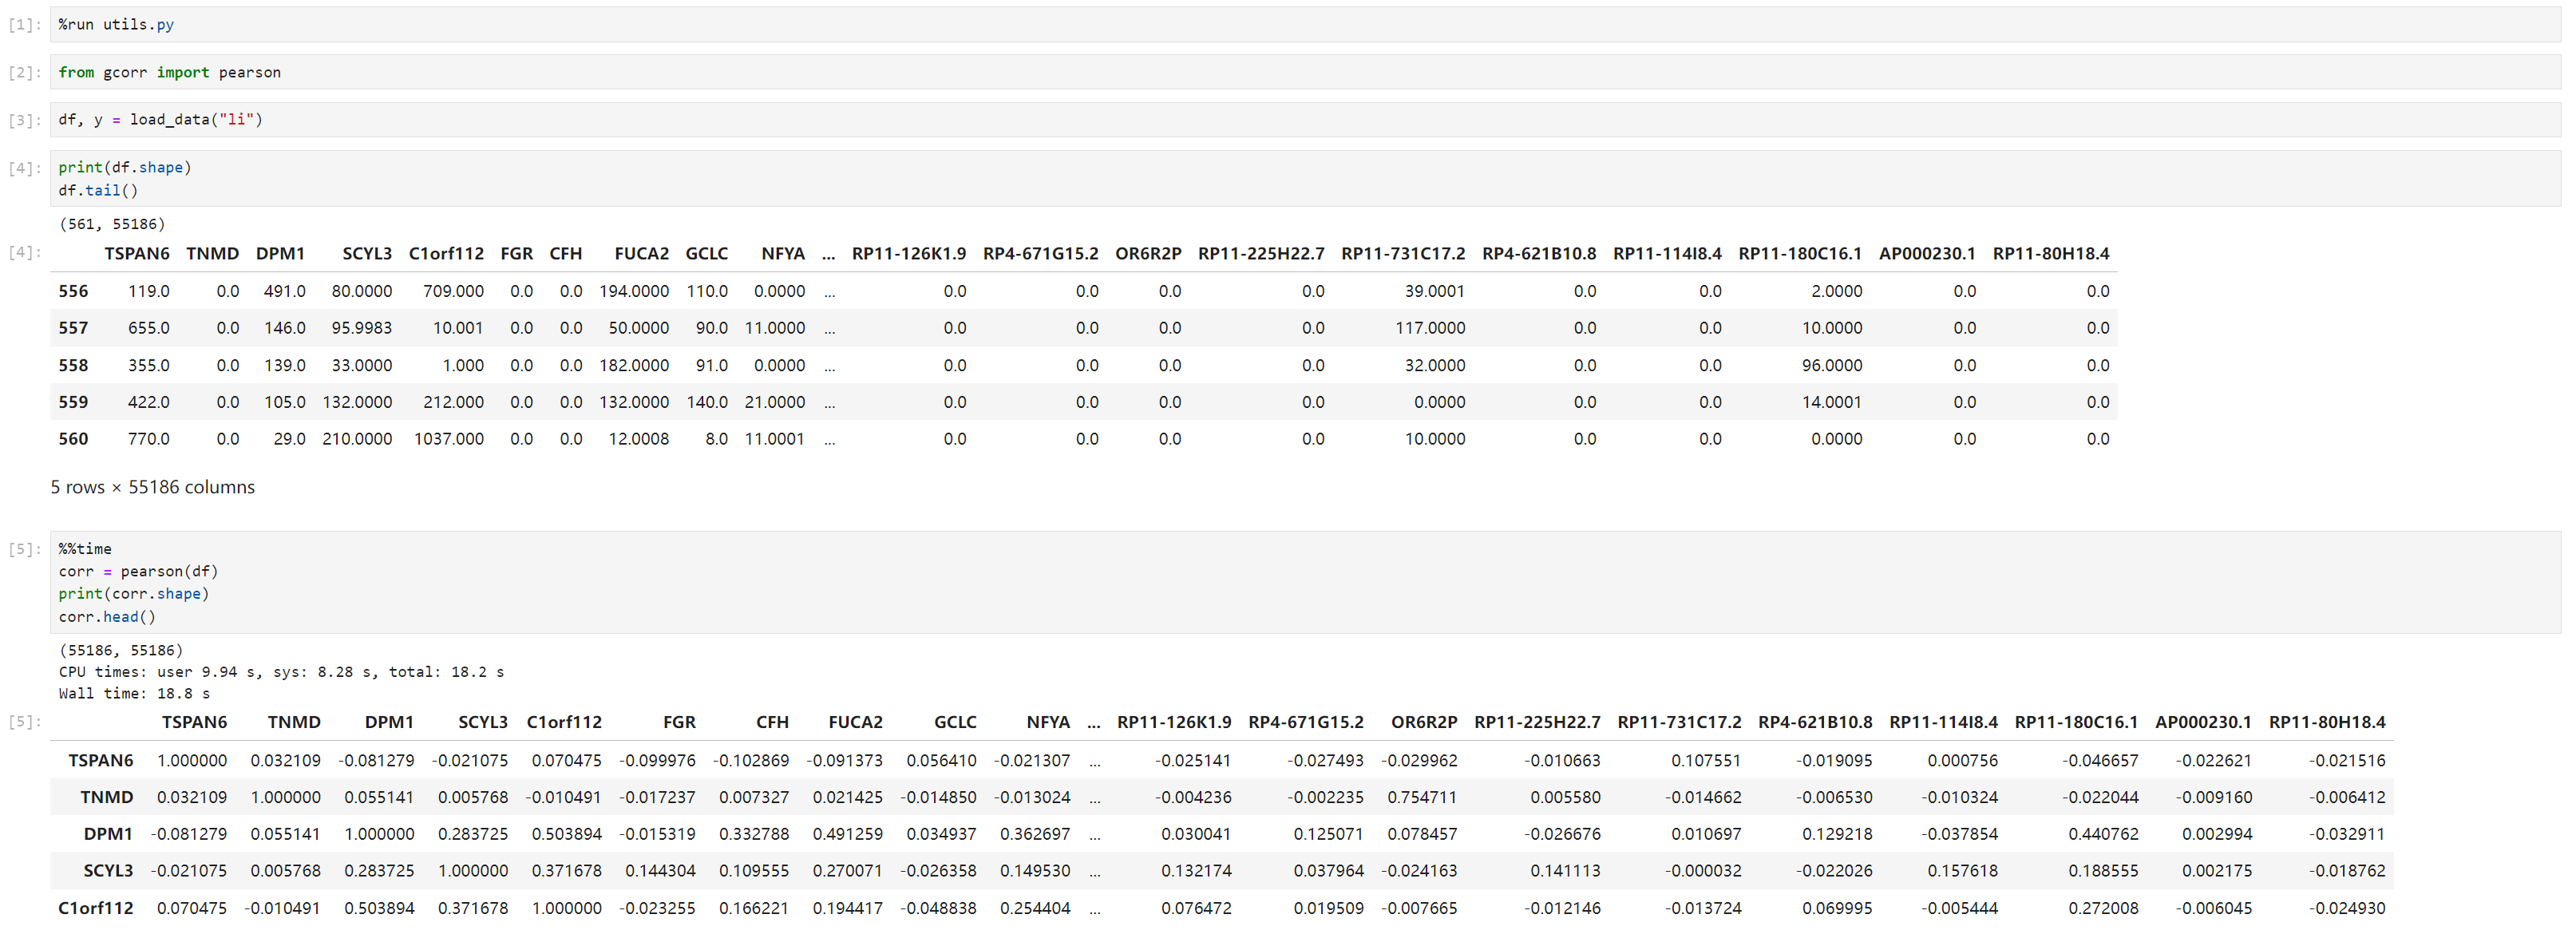 [1]: %run utils.py
[2]: from gcorr import pearson
[3]: df, y = load_data("li")
[4]: print(df.shape)
df.tail()
(561, 55186)
[4]: TSPAN6 TNMD DPM1 SCYL3 C1orf112 FGR CFH FUCA2 GCLC NFYA ... RP11-126K1.9 RP4-671G15.2 OR6R2P RP11-225H22.7 RP11-731C17.2 RP4-621B10.8 RP11-114I8.4 RP11-180C16.1 AP000230.1 RP11-80H18.4
556 119.0 0.0 491.0 80.0000 709.000 0.0 0.0 194.0000 110.0 0.0000 ... 0.0 0.0 0.0 0.0 39.0001 0.0 0.0 2.0000 0.0 0.0
557 655.0 0.0 146.0 95.9983 10.001 0.0 0.0 50.0000 90.0 11.0000 ... 0.0 0.0 0.0 0.0 117.0000 0.0 0.0 10.0000 0.0 0.0
558 355.0 0.0 139.0 33.0000 1.000 0.0 0.0 182.0000 91.0 0.0000 ... 0.0 0.0 0.0 0.0 32.0000 0.0 0.0 96.0000 0.0 0.0
559 422.0 0.0 105.0 132.0000 212.000 0.0 0.0 132.0000 140.0 21.0000 ... 0.0 0.0 0.0 0.0 0.0000 0.0 0.0 14.0001 0.0 0.0
560 770.0 0.0 29.0 210.0000 1037.000 0.0 0.0 12.0008 8.0 11.0001 ... 0.0 0.0 0.0 0.0 10.0000 0.0 0.0 0.0000 0.0 0.0
5 rows × 55186 columns
[5]: %%time
corr = pearson(df)
print(corr.shape)
corr.head()
(55186, 55186)
CPU times: user 9.94 s, sys: 8.28 s, total: 18.2 s
Wall time: 18.8 s
[5]: TSPAN6 TNMD DPM1 SCYL3 C1orf112 FGR CFH FUCA2 GCLC NFYA ... RP11-126K1.9 RP4-671G15.2 OR6R2P RP11-225H22.7 RP11-731C17.2 RP4-621B10.8 RP11-114I8.4 RP11-180C16.1 AP000230.1 RP11-80H18.4
TSPAN6 1.000000 0.032109 -0.081279 -0.021075 0.070475 -0.099976 -0.102869 -0.091373 0.056410 -0.021307 ... -0.025141 -0.027493 -0.029962 -0.010663 0.107551 -0.019095 0.000756 -0.046657 -0.022621 -0.021516
TNMD 0.032109 1.000000 0.055141 0.005768 -0.010491 -0.017237 0.007327 0.021425 -0.014850 -0.013024 ... -0.004236 -0.002235 0.754711 0.005580 -0.014662 -0.006530 -0.010324 -0.022044 -0.009160 -0.006412
DPM1 -0.081279 0.055141 1.000000 0.283725 0.503894 -0.015319 0.332788 0.491259 0.034937 0.362697 ... 0.030041 0.125071 0.078457 -0.026676 0.010697 0.129218 -0.037854 0.440762 0.002994 -0.032911
SCYL3 -0.021075 0.005768 0.283725 1.000000 0.371678 0.144304 0.109555 0.270071 -0.026358 0.149530 ... 0.132174 0.037964 -0.024163 0.141113 -0.000032 -0.022026 0.157618 0.188555 0.002175 -0.018762
C1orf112 0.070475 -0.010491 0.503894 0.371678 1.000000 -0.023255 0.166221 0.194417 -0.048838 0.254404 ... 0.076472 0.019509 -0.007665 -0.012146 -0.013724 0.069995 -0.005444 0.272008 -0.006045 -0.024930